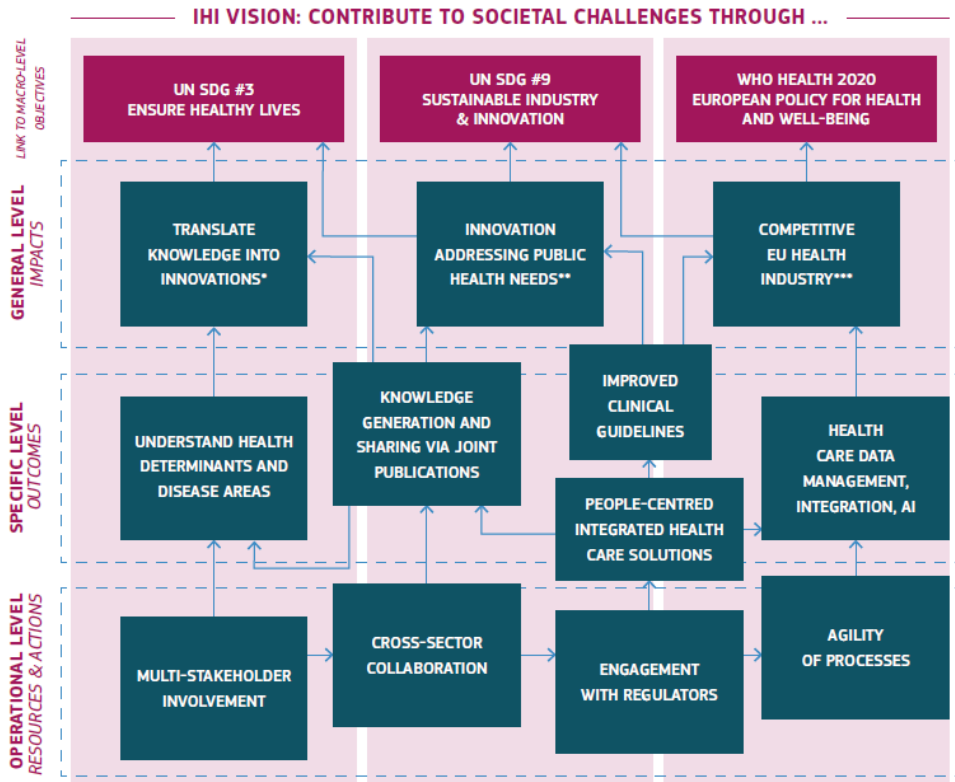 IHI VISION: CONTRIBUTE TO SOCIETAL CHALLENGES THROUGH ...
LINK TO MACRO-LEVEL
OBJECTIVES
UN SDG #3
ENSURE HEALTHY LIVES
UN SDG #9
SUSTAINABLE INDUSTRY
& INNOVATION
WHO HEALTH 2020
EUROPEAN POLICY FOR HEALTH
AND WELL-BEING
GENERAL LEVEL
IMPACTS
TRANSLATE
KNOWLEDGE INTO
INNOVATIONS*
INNOVATION
ADDRESSING PUBLIC
HEALTH NEEDS**
COMPETITIVE
EU HEALTH
INDUSTRY***
SPECIFIC LEVEL
OUTCOMES
UNDERSTAND HEALTH
DETERMINANTS AND
DISEASE AREAS
KNOWLEDGE
GENERATION AND
SHARING VIA JOINT
PUBLICATIONS
IMPROVED
CLINICAL
GUIDELINES
PEOPLE-CENTRED
INTEGRATED HEALTH
CARE SOLUTIONS
HEALTH
CARE DATA
MANAGEMENT,
INTEGRATION, AI
OPERATIONAL LEVEL
RESOURCES & ACTIONS
MULTI-STAKEHOLDER
INVOLVEMENT
CROSS-SECTOR
COLLABORATION
ENGAGEMENT
WITH REGULATORS
AGILITY
OF PROCESSES